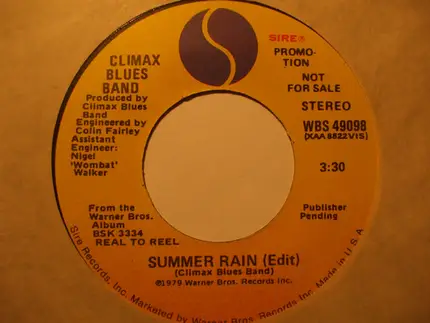 SIRE®
CLIMAX
BLUES
BAND
PROMO-
TION
NOT
FOR SALE
STEREO
Produced by
Climax Blues
Band
Engineered by
Colin Fairley
Assistant
Engineer:
Nigel
'Wombat'
Walker
WBS 49098
(XAA 8822V1S)
3:30
From the
Warner Bros.
Album
BSK 3334
REAL TO REEL
Publisher
Pending
SUMMER RAIN (Edit)
(Climax Blues Band)
℗1979 Warner Bros. Records Inc.
Sire Records, Inc. Marketed by Warner Bros. Records Inc.
Made in U.S.A.